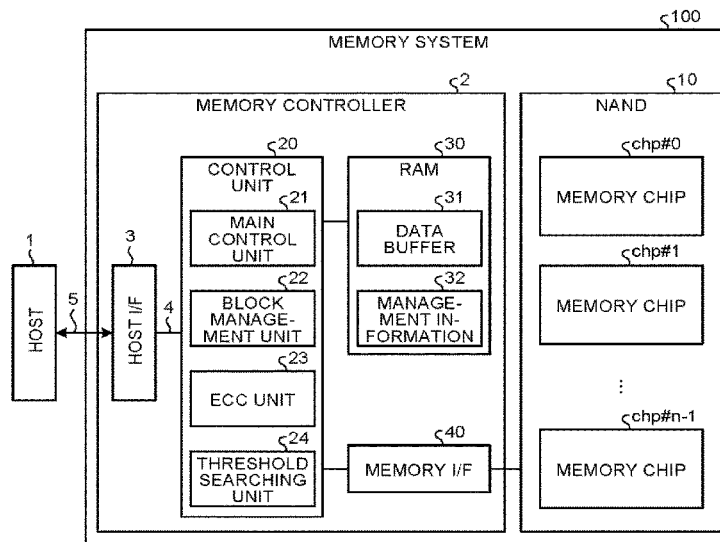 100
MEMORY SYSTEM
2
MEMORY CONTROLLER
10
NAND
20
CONTROL
UNIT
30
RAM
21
MAIN
CONTROL
UNIT
31
DATA
BUFFER
22
BLOCK
MANAGE-
MENT UNIT
32
MANAGE-
MENT IN-
FORMATION
23
ECC UNIT
24
THRESHOLD
SEARCHING
UNIT
40
MEMORY I/F
1
HOST
5
3
HOST I/F
4
chp#0
MEMORY CHIP
chp#1
MEMORY CHIP
⋮
chp#n-1
MEMORY CHIP